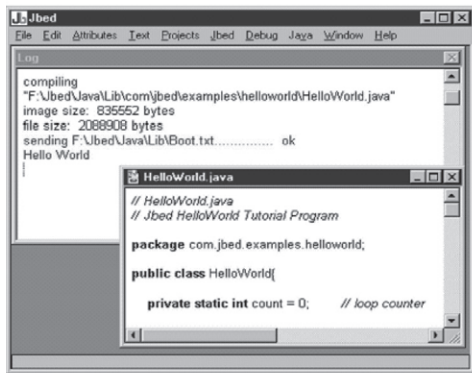 Jbed
File Edit Attributes Text Projects Jbed Debug Java Window Help
Log
compiling
"F:\Jbed\Java\Lib\com\jbed\examples\helloworld\HelloWorld.java"
image size: 835552 bytes
file size: 2088908 bytes
sending F:\Jbed\Java\Lib\Boot.txt............... ok
Hello World
HelloWorld.java
// HelloWorld.java
// Jbed HelloWorld Tutorial Program
package com.jbed.examples.helloworld;
public class HelloWorld{
private static int count = 0; // loop counter